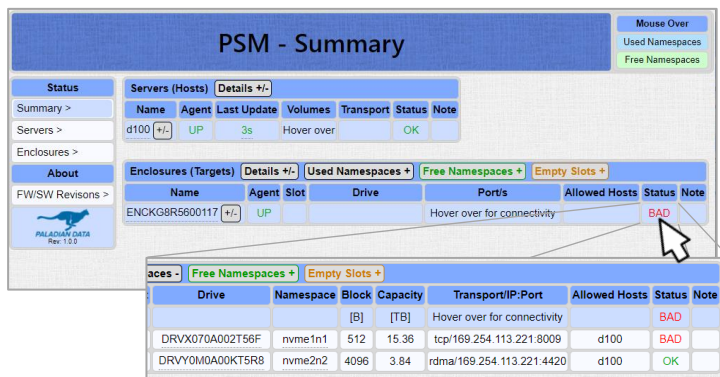 PSM - Summary
Mouse Over
Used Namespaces
Free Namespaces
Status
Summary >
Servers >
Enclosures >
About
FW/SW Revisons >
PALADIAN DATA
Rev: 1.0.0
Servers (Hosts) Details +/-
Name Agent Last Update Volumes Transport Status Note
d100 +/- UP 3s Hover over OK
Enclosures (Targets) Details +/- Used Namespaces + Free Namespaces + Empty Slots +
Name Agent Slot Drive Port/s Allowed Hosts Status Note
ENCKG8R5600117 +/- UP Hover over for connectivity BAD
aces - Free Namespaces + Empty Slots +
Drive Namespace Block Capacity Transport/IP:Port Allowed Hosts Status Note
[B] [TB] Hover over for connectivity BAD
DRVX070A002T56F nvme1n1 512 15.36 tcp/169.254.113.221:8009 d100 BAD
DRVY0M0A00KT5R8 nvme2n2 4096 3.84 rdma/169.254.113.221:4420 d100 OK